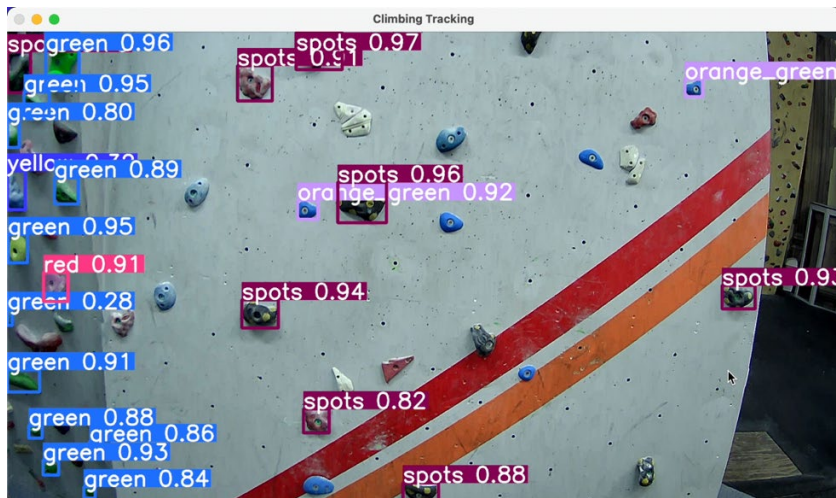 Climbing Tracking
spots 0.97
green 0.96
spots 0.91
orange_green
green 0.95
green 0.80
green 0.89
spots 0.96
orange_green 0.92
green 0.95
red 0.91
spots 0.93
spots 0.94
green 0.28
green 0.91
spots 0.82
green 0.88
green 0.86
green 0.93
green 0.84
spots 0.88